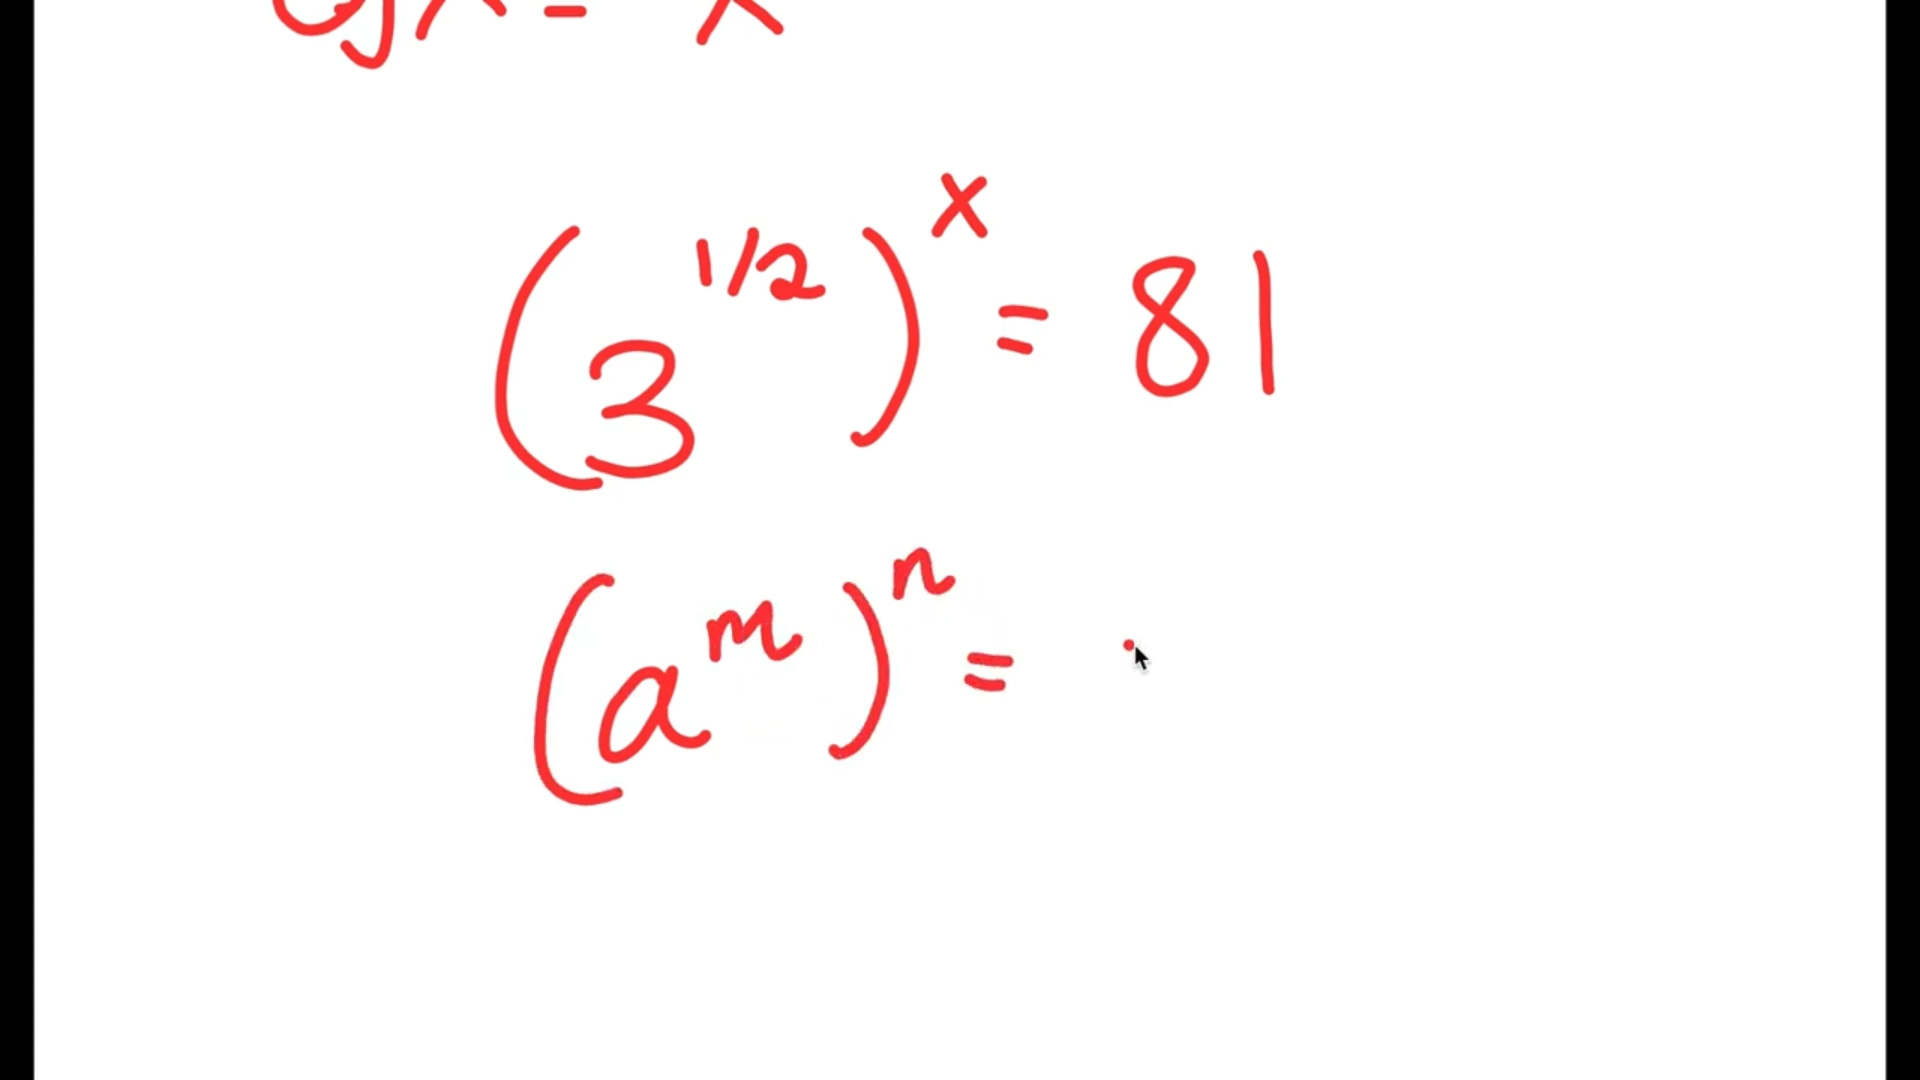 (3^1/2)^x = 81
(a^m)^n =